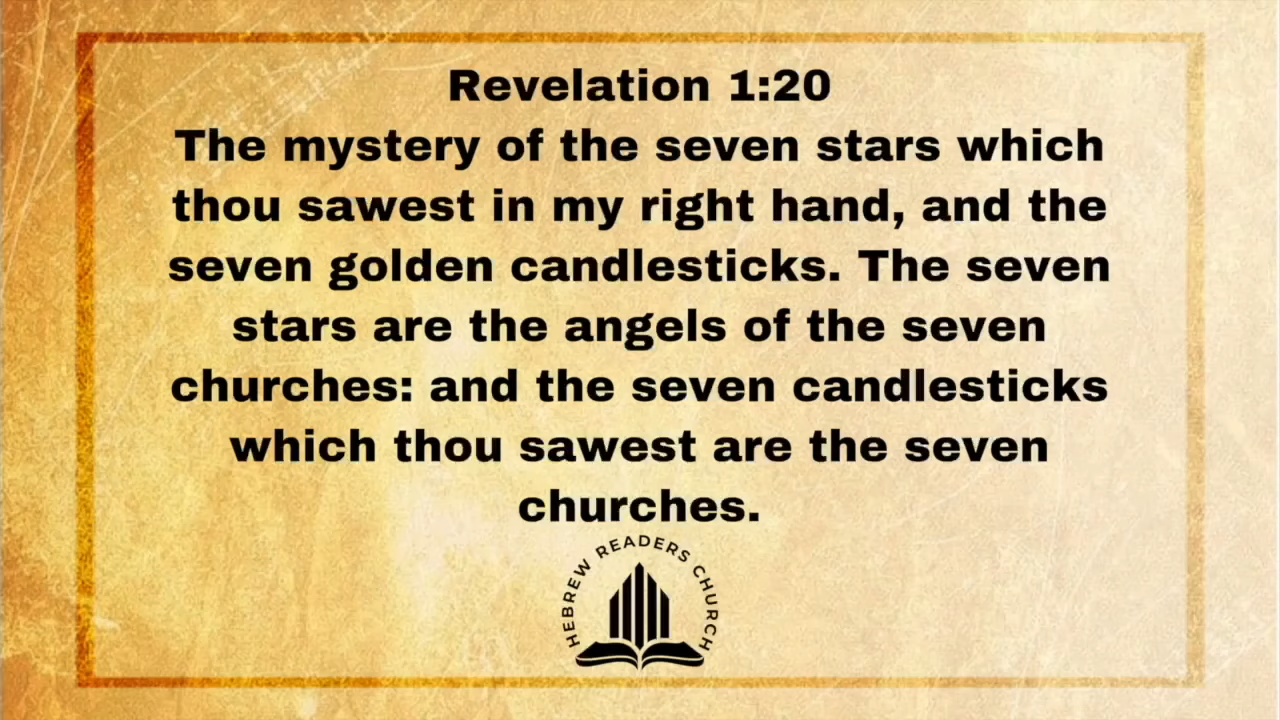 Revelation 1:20
The mystery of the seven stars which
thou sawest in my right hand, and the
seven golden candlesticks. The seven
stars are the angels of the seven
churches: and the seven candlesticks
which thou sawest are the seven
churches.
HEBREW READERS CHURCH